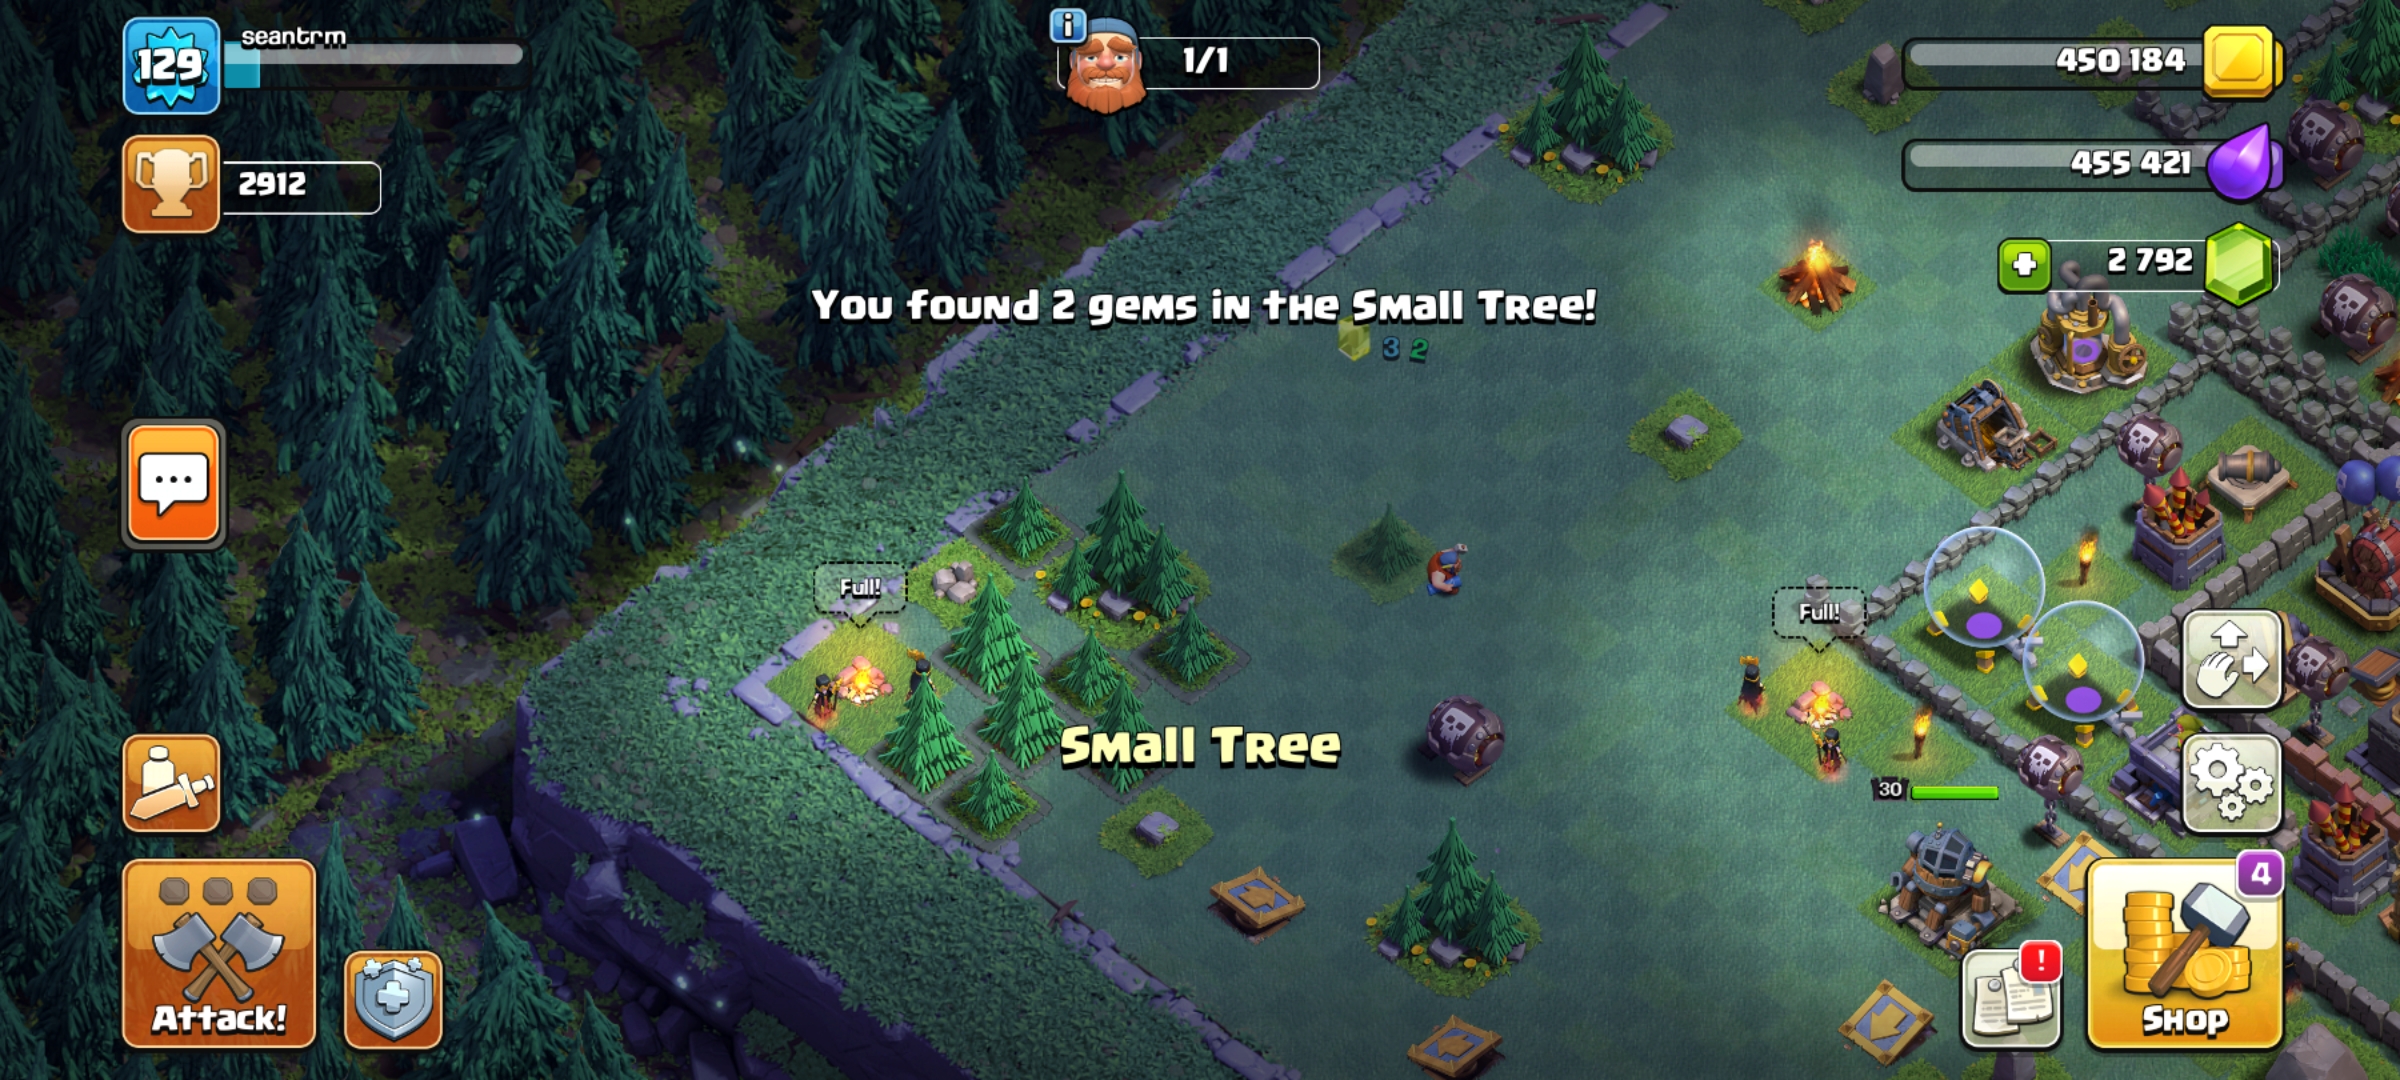 129
seantrm
1/1
450 184
2912
455 421
2 792
You found 2 gems in the Small Tree!
3 2
Full!
Full!
Small Tree
30
4
!
Attack!
Shop